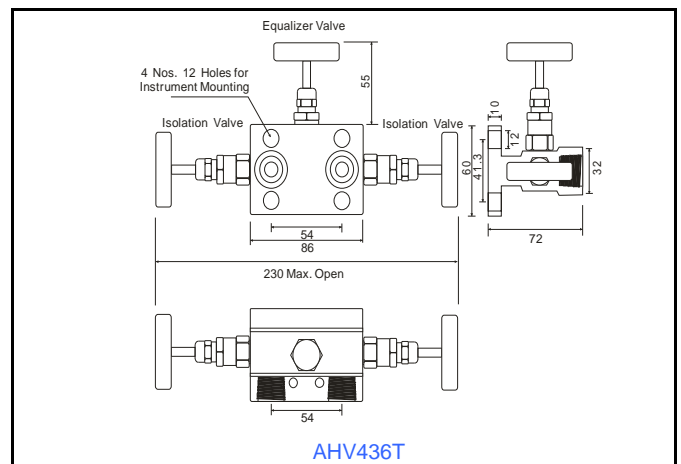 Equalizer Valve
4 Nos. 12 Holes for
Instrument Mounting
55
Isolation Valve
Isolation Valve
10
12
41.3
60
32
72
54
86
230 Max. Open
54
AHV436T